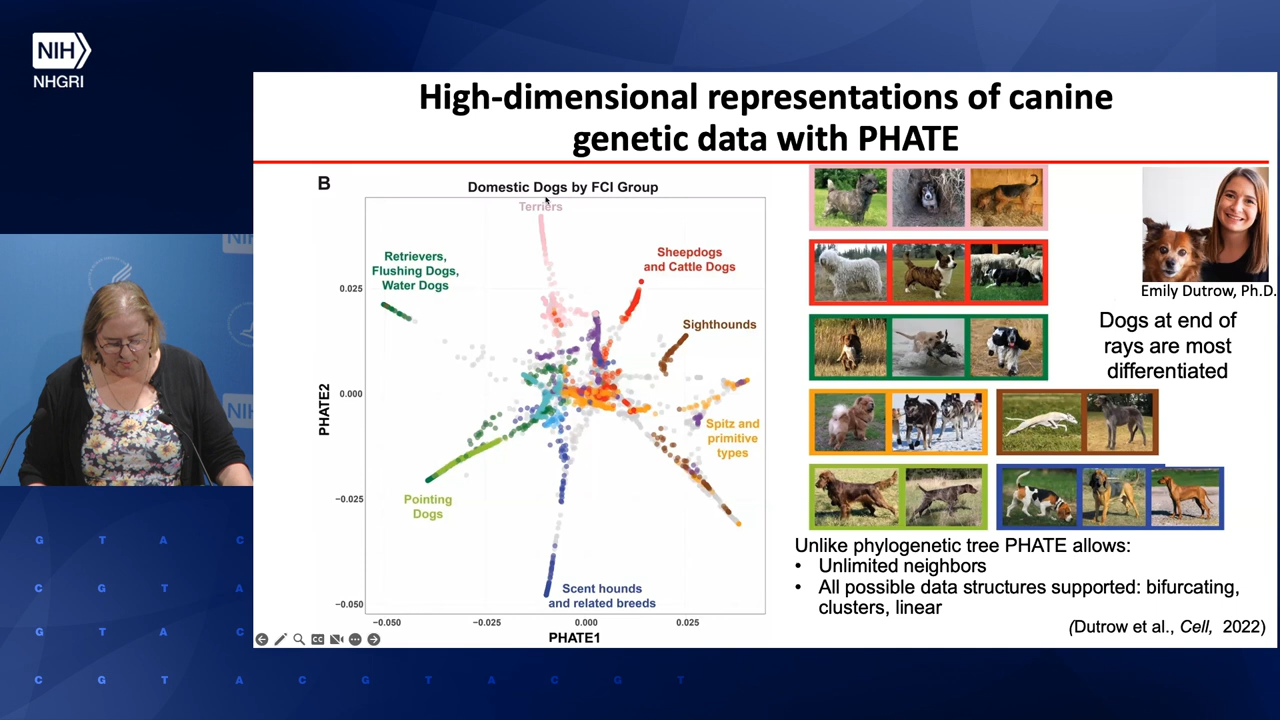 NIH
NHGRI
High-dimensional representations of canine
genetic data with PHATE
B
Domestic Dogs by FCI Group
Terriers
Retrievers,
Flushing Dogs,
Water Dogs
Sheepdogs
and Cattle Dogs
Sighthounds
Spitz and
primitive
types
Pointing
Dogs
Scent hounds
and related breeds
0.025
0.000
−0.025
−0.050
PHATE2
−0.050
−0.025
0.000
0.025
PHATE1
Emily Dutrow, Ph.D.
Dogs at end of
rays are most
differentiated
Unlike phylogenetic tree PHATE allows:
• Unlimited neighbors
• All possible data structures supported: bifurcating,
clusters, linear
(Dutrow et al., Cell, 2022)
NIH
NIH
G T A C
C G T A
G T A C
C G T A C G T A C G T